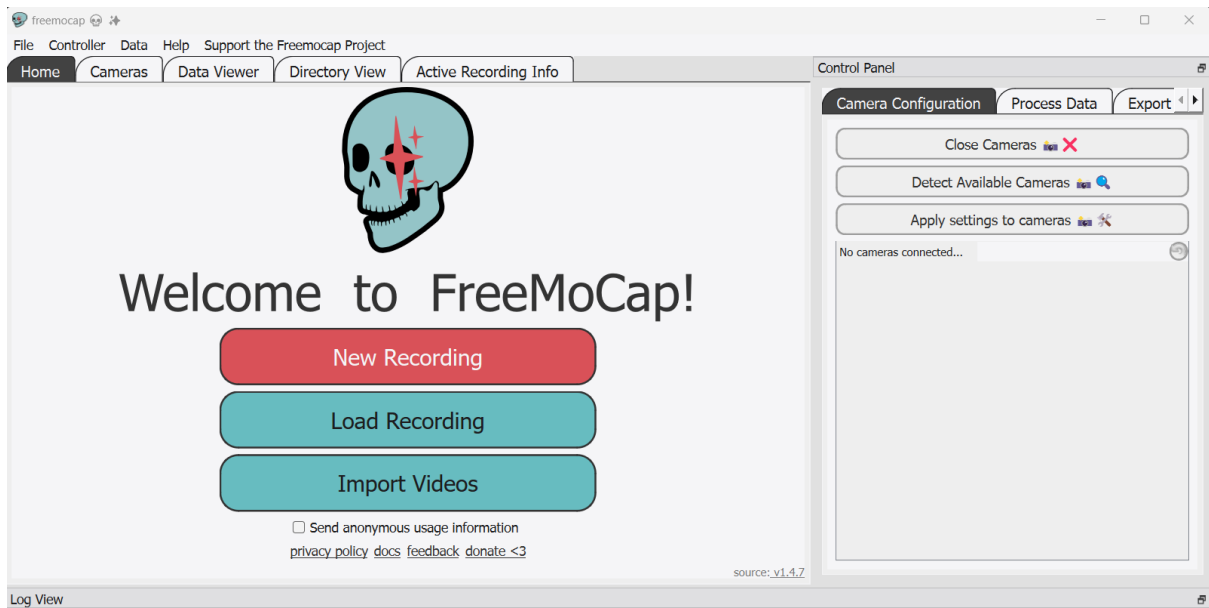 freemocap 💀 ✨
File Controller Data Help Support the Freemocap Project
Home Cameras Data Viewer Directory View Active Recording Info
Welcome to FreeMoCap!
New Recording
Load Recording
Import Videos
Send anonymous usage information
privacy policy docs feedback donate <3
source: v1.4.7
Control Panel
Camera Configuration Process Data Export
Close Cameras 📸 ❌
Detect Available Cameras 📸 🔍
Apply settings to cameras 📸 🛠
No cameras connected...
Log View